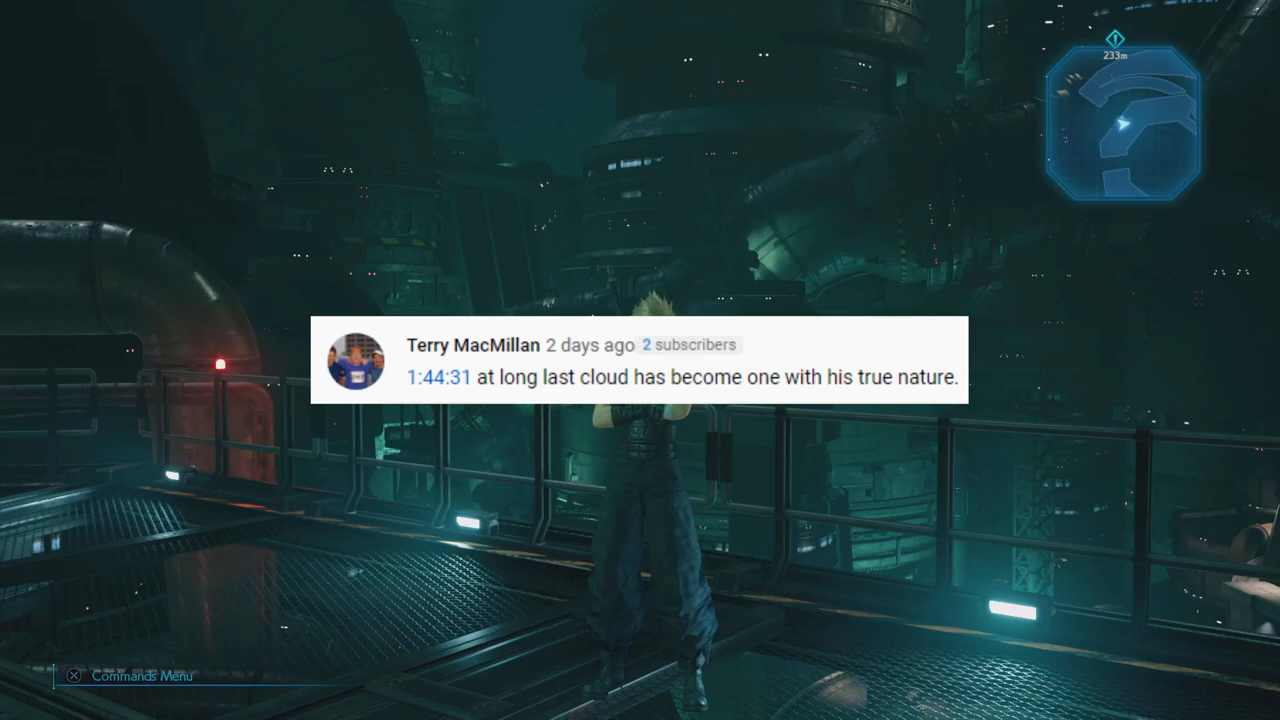 233m
Terry MacMillan 2 days ago 2 subscribers
1:44:31 at long last cloud has become one with his true nature.
Commands Menu